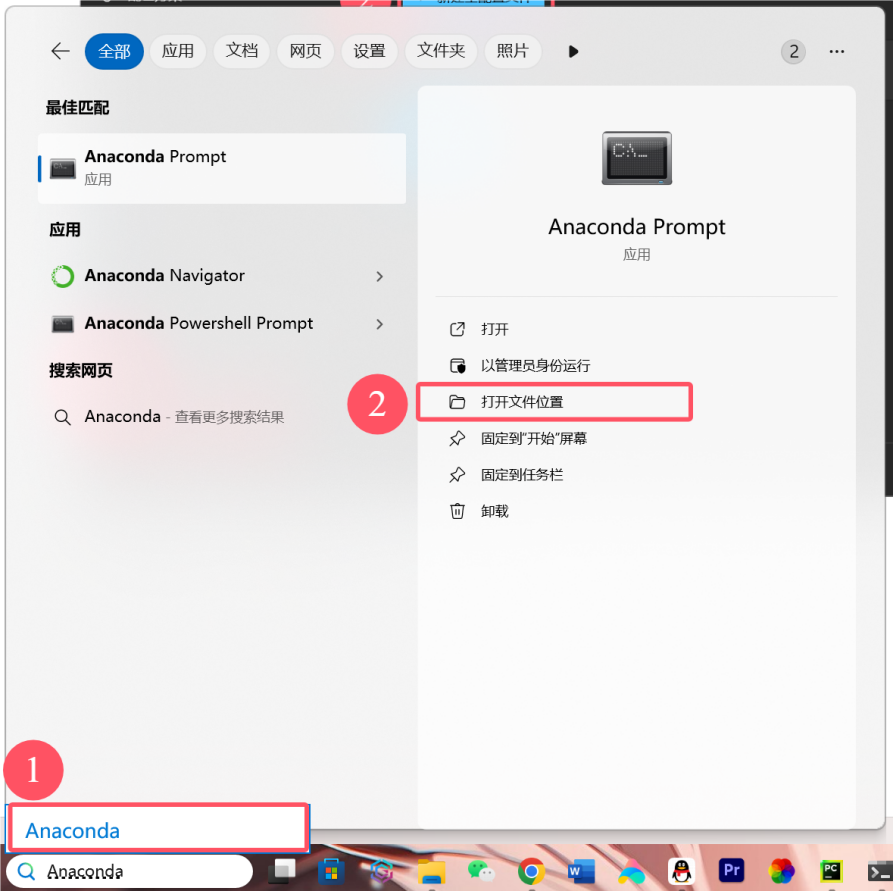 全部 应用 文档 网页 设置 文件夹 照片 2 ...
最佳匹配
Anaconda Prompt
应用
应用
Anaconda Navigator
Anaconda Powershell Prompt
搜索网页
Anaconda - 查看更多搜索结果
C:\._
Anaconda Prompt
应用
打开
以管理员身份运行
2
打开文件位置
固定到“开始”屏幕
固定到任务栏
卸载
1
Anaconda
Anaconda
W
Pr
PC